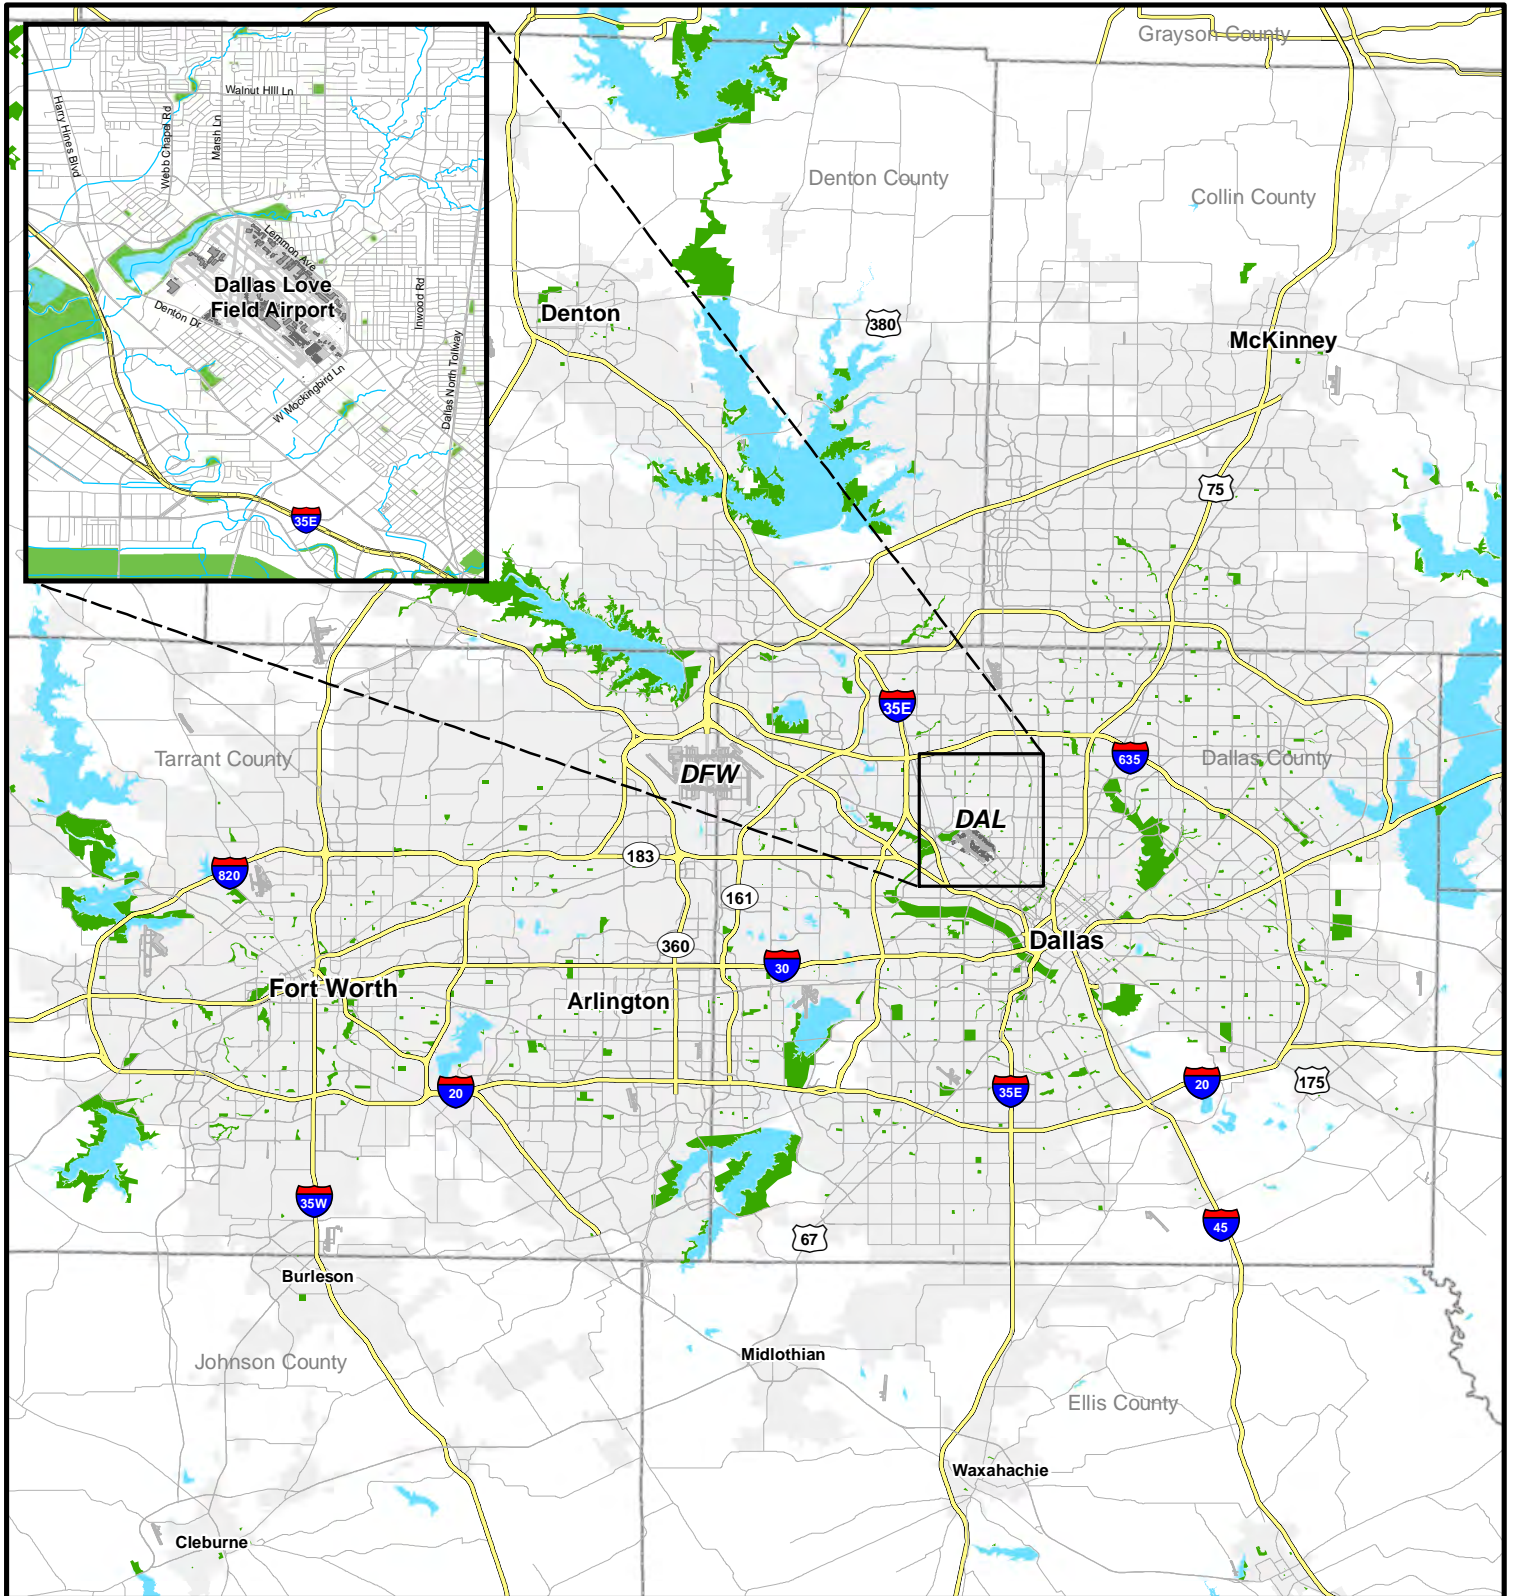 Grayson County
Walnut Hill Ln
Harry Hines Blvd
Webb Chapel Rd
Marsh Ln
Lemmon Ave
Dallas Love
Field Airport
Denton Dr
Inwood Rd
Dallas North Tollway
W Mockingbird Ln
35E
Denton County
Collin County
Denton
380
McKinney
75
35E
635
Tarrant County
Dallas County
DFW
DAL
183
820
161
360
Dallas
30
Fort Worth
Arlington
20
35E
20
175
35W
45
67
Burleson
Midlothian
Johnson County
Ellis County
Waxahachie
Cleburne